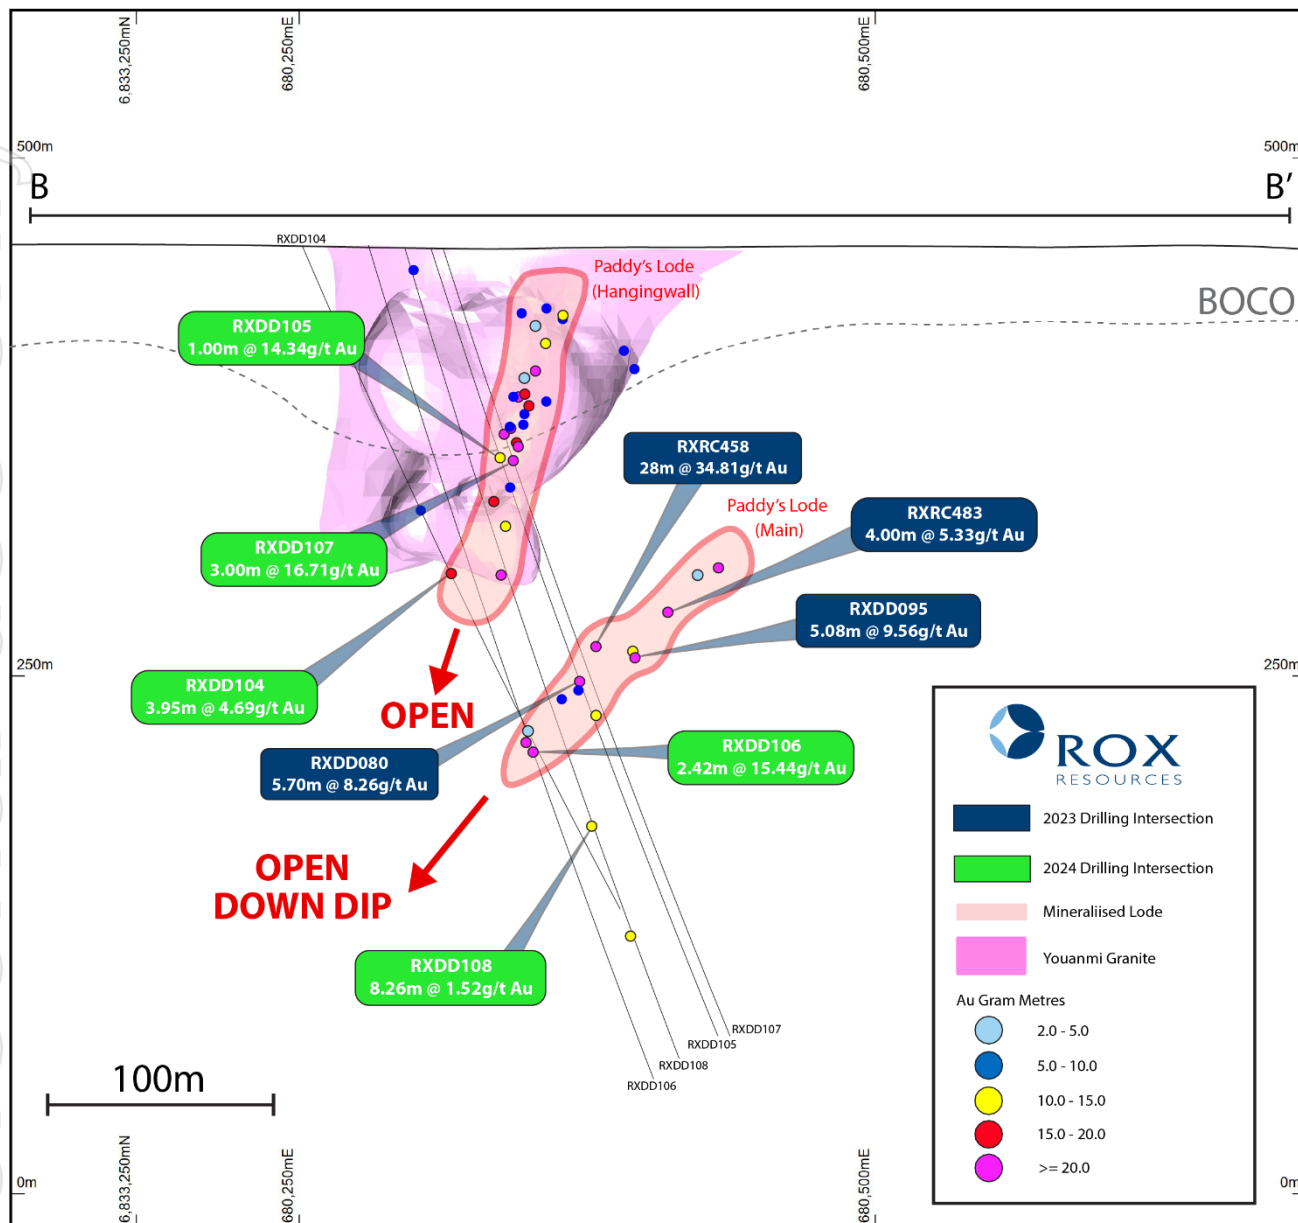 6,833,250mN
680,250mE
680,500mE
500m
500m
B
B'
RXDD104
Paddy's Lode
(Hangingwall)
BOCO
RXDD105
1.00m @ 14.34g/t Au
RXRC458
28m @ 34.81g/t Au
Paddy's Lode
(Main)
RXRC483
4.00m @ 5.33g/t Au
RXDD107
3.00m @ 16.71g/t Au
RXDD095
5.08m @ 9.56g/t Au
250m
250m
RXDD104
3.95m @ 4.69g/t Au
OPEN
RXDD080
5.70m @ 8.26g/t Au
RXDD106
2.42m @ 15.44g/t Au
OPEN
DOWN DIP
RXDD108
8.26m @ 1.52g/t Au
RXDD107
RXDD105
RXDD108
RXDD106
100m
ROX
RESOURCES
2023 Drilling Intersection
2024 Drilling Intersection
Mineraliised Lode
Youanmi Granite
Au Gram Metres
2.0 - 5.0
5.0 - 10.0
10.0 - 15.0
15.0 - 20.0
>= 20.0
0m
0m
6,833,250mN
680,250mE
680,500mE